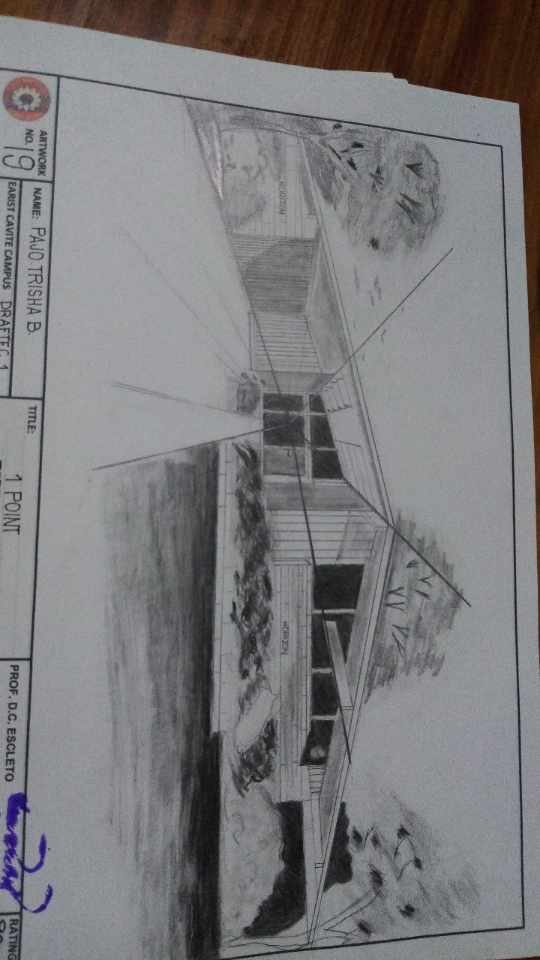 ARTWORK NO. 19
NAME: PAJO, TRISHA B.
EARIST CAVITE CAMPUS DRAFTEC 1
TITLE:
1 POINT
PROF. D.C. ESCLETO
RATING
HORIZON
HORIZON